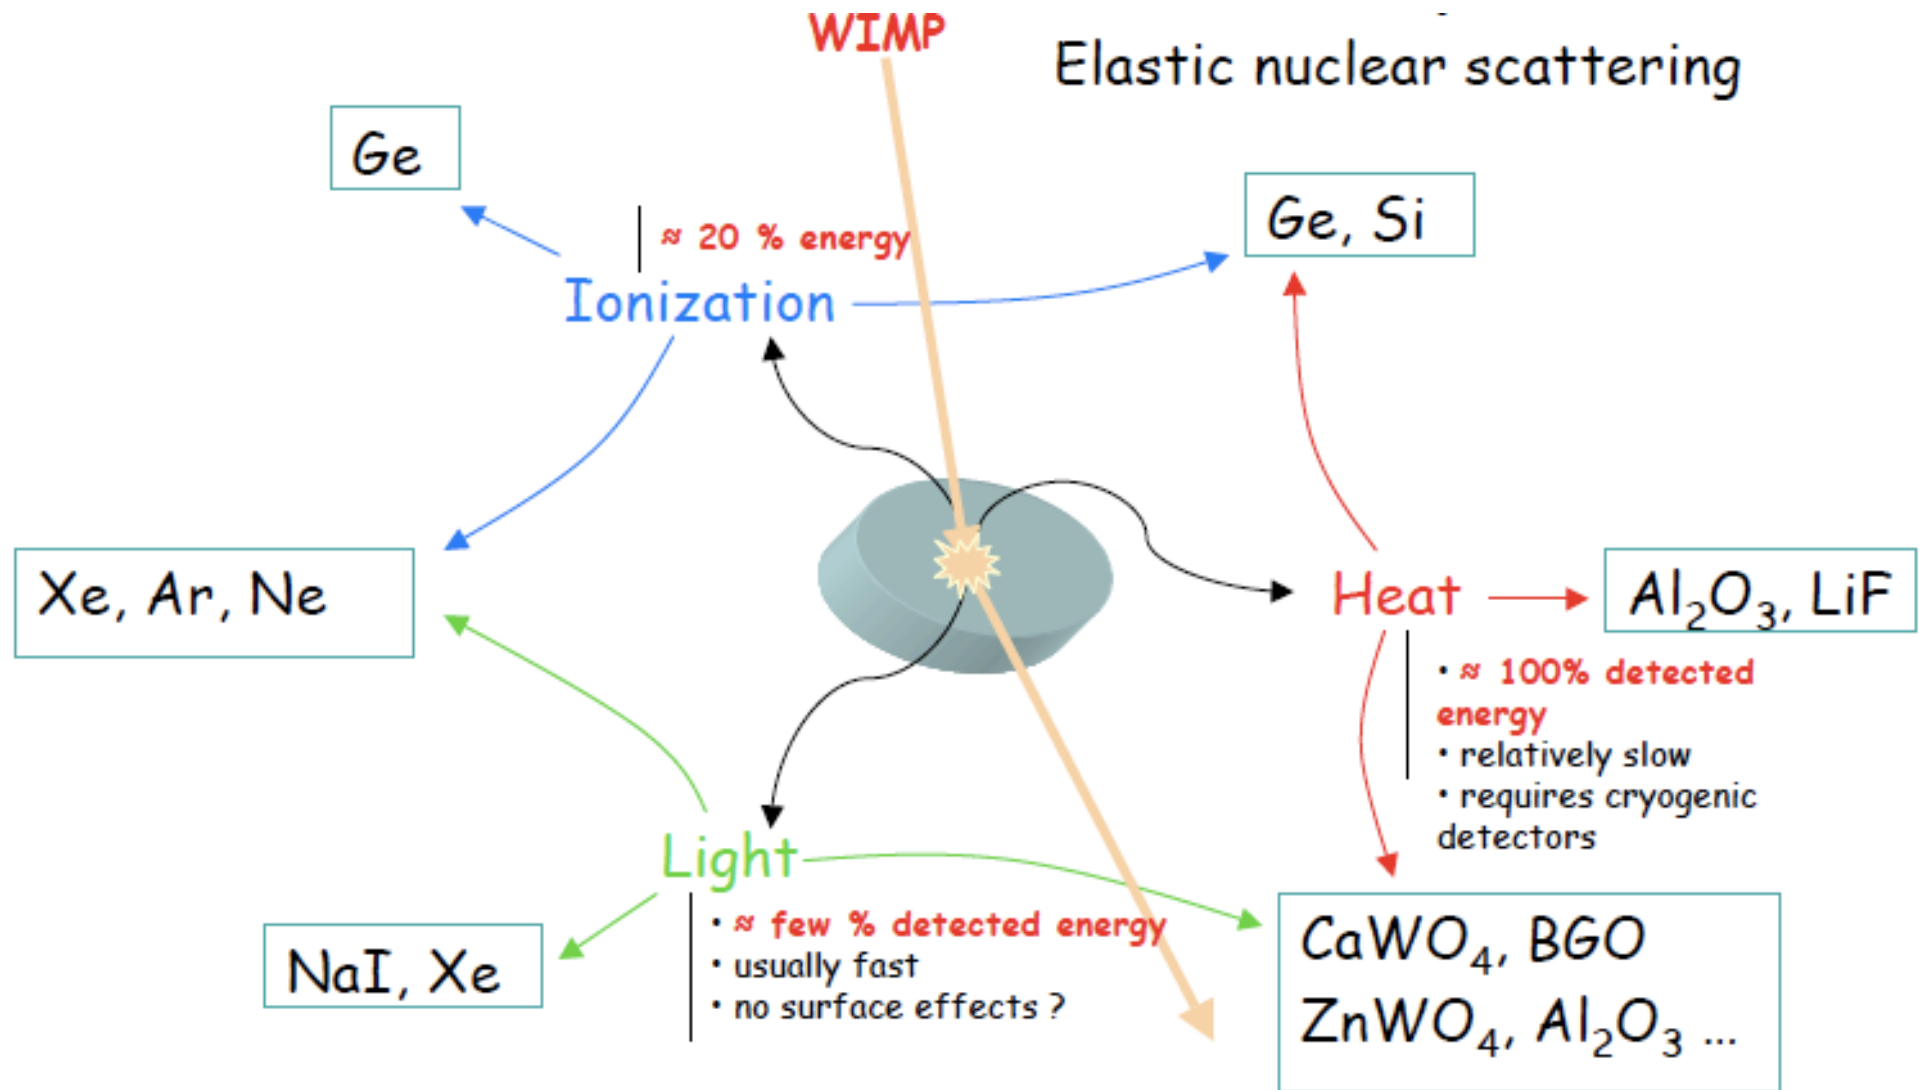 WIMP
Elastic nuclear scattering
Ge
≈ 20 % energy
Ge, Si
Ionization
Xe, Ar, Ne
Heat
Al₂O₃, LiF
• ≈ 100% detected
energy
• relatively slow
• requires cryogenic
detectors
Light
• ≈ few % detected energy
• usually fast
• no surface effects ?
NaI, Xe
CaWO₄, BGO
ZnWO₄, Al₂O₃ ...